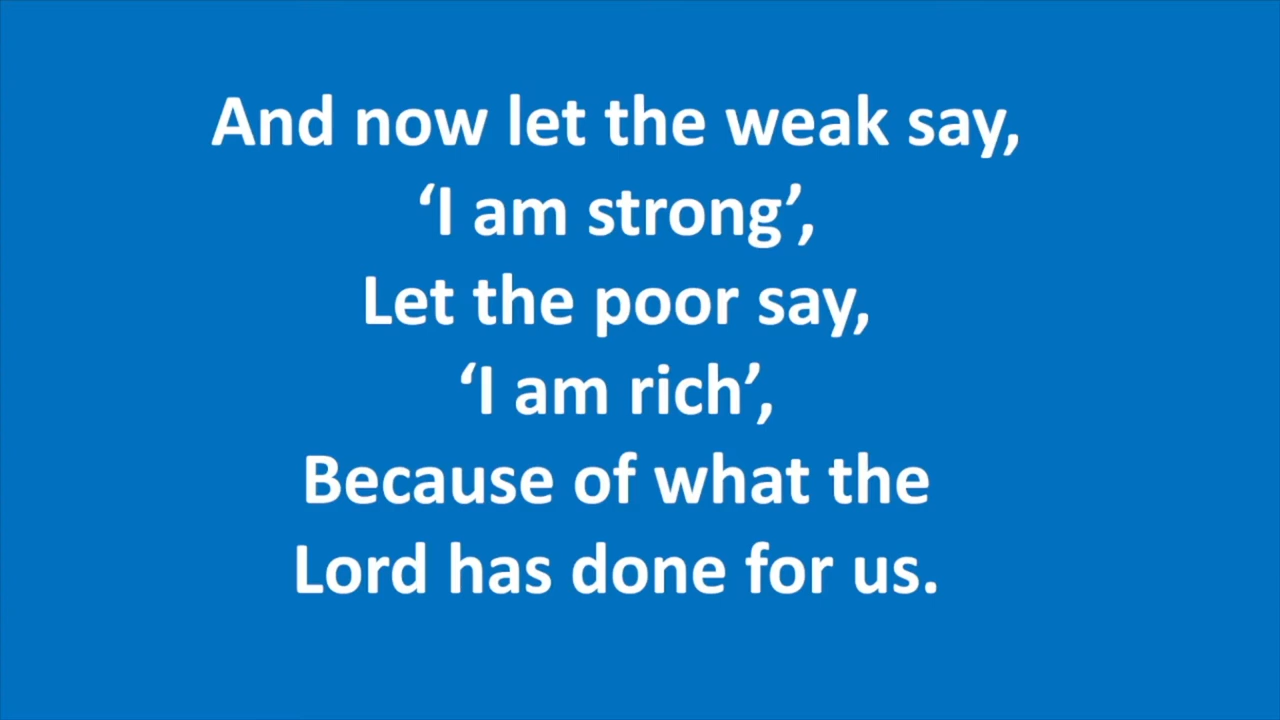 And now let the weak say,
‘I am strong’,
Let the poor say,
‘I am rich’,
Because of what the
Lord has done for us.